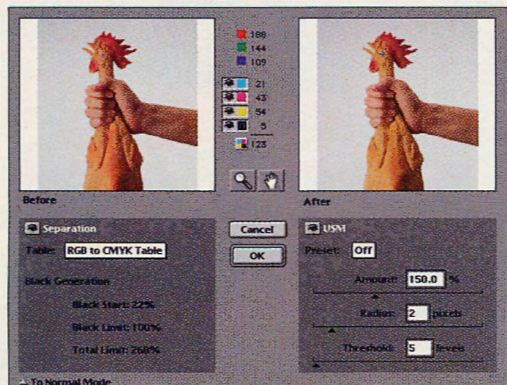 188
144
109
21
43
54
5
123
Before
After
Separation
Table: RGB to CMYK Table
Black Generation
Black Start: 22%
Black Limit: 100%
Total Limit: 260%
To Normal Mode
Cancel
OK
USM
Preset: Off
Amount: 150.0 %
Radius: 2 pixels
Threshold: 5 levels